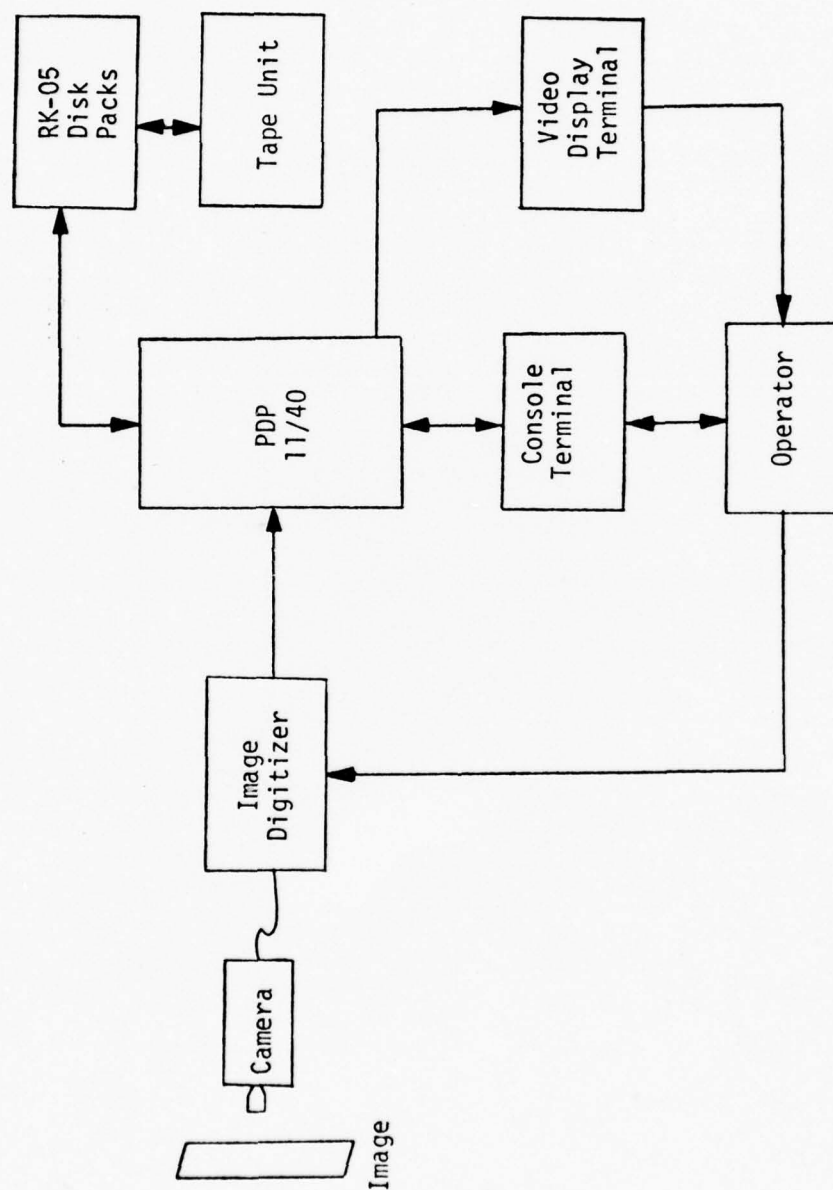 Image
Camera
Image
Digitizer
PDP
11/40
RK-05
Disk
Packs
Tape Unit
Console
Terminal
Video
Display
Terminal
Operator